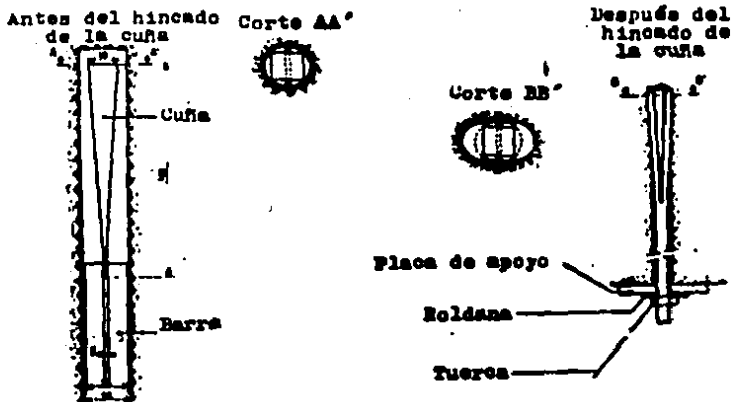 Antes del hincado
de la cuña
Corte AA'
Cuña
Barra
Corte BB'
Después del
hincado de
la cuña
Placa de apoyo
Roldana
Tuerca